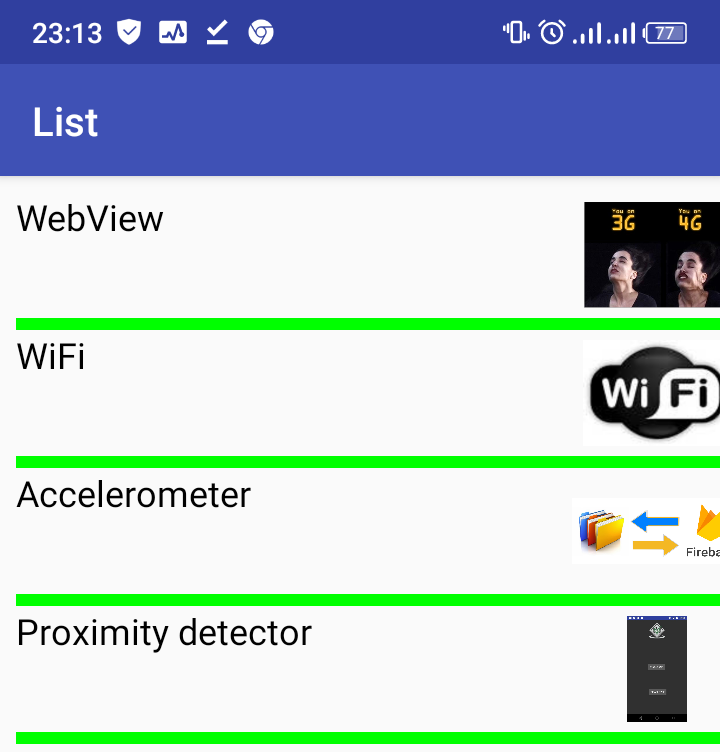 23:13
77
List
WebView
You on You on
3G 4G
WiFi
Wi Fi
Accelerometer
Fireba
Proximity detector